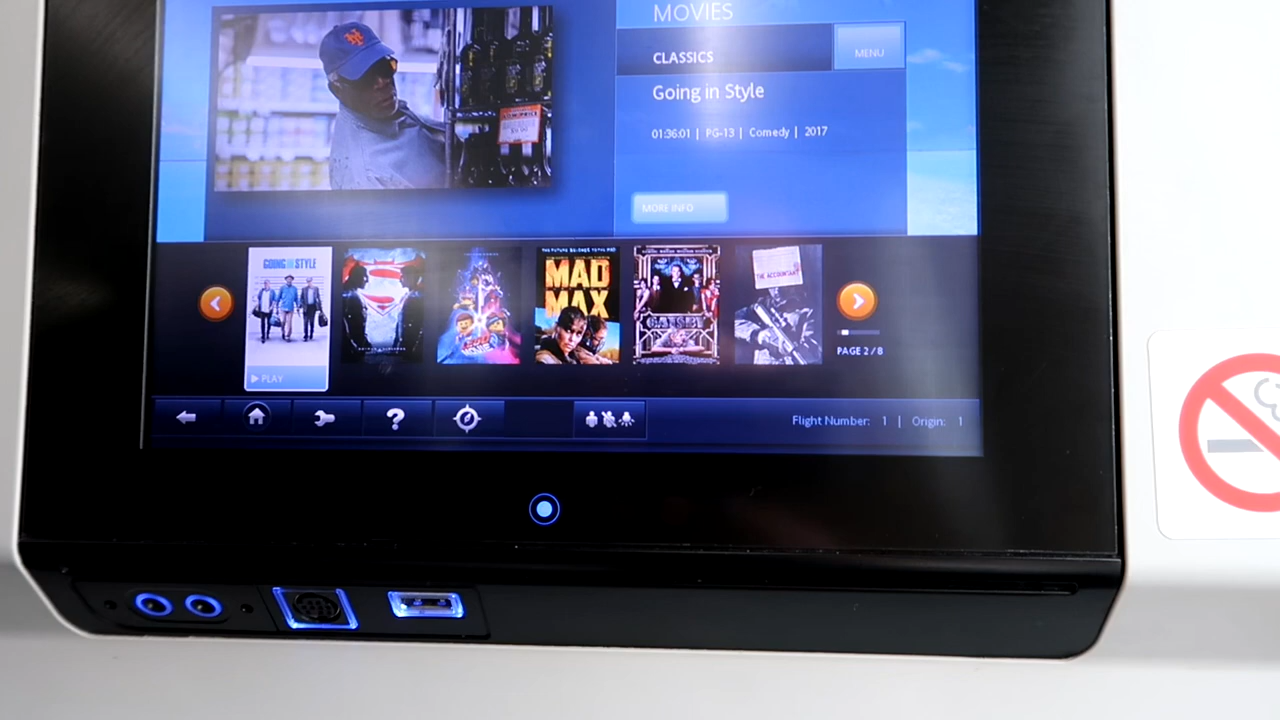 MOVIES
CLASSICS
MENU
Going in Style
01:36:01 | PG-13 | Comedy | 2017
MORE INFO
GOING IN STYLE
MAD
MAX
GATSBY
THE ACCOUNTANT
PLAY
PAGE 2 / 8
?
Flight Number: 1 | Origin: 1